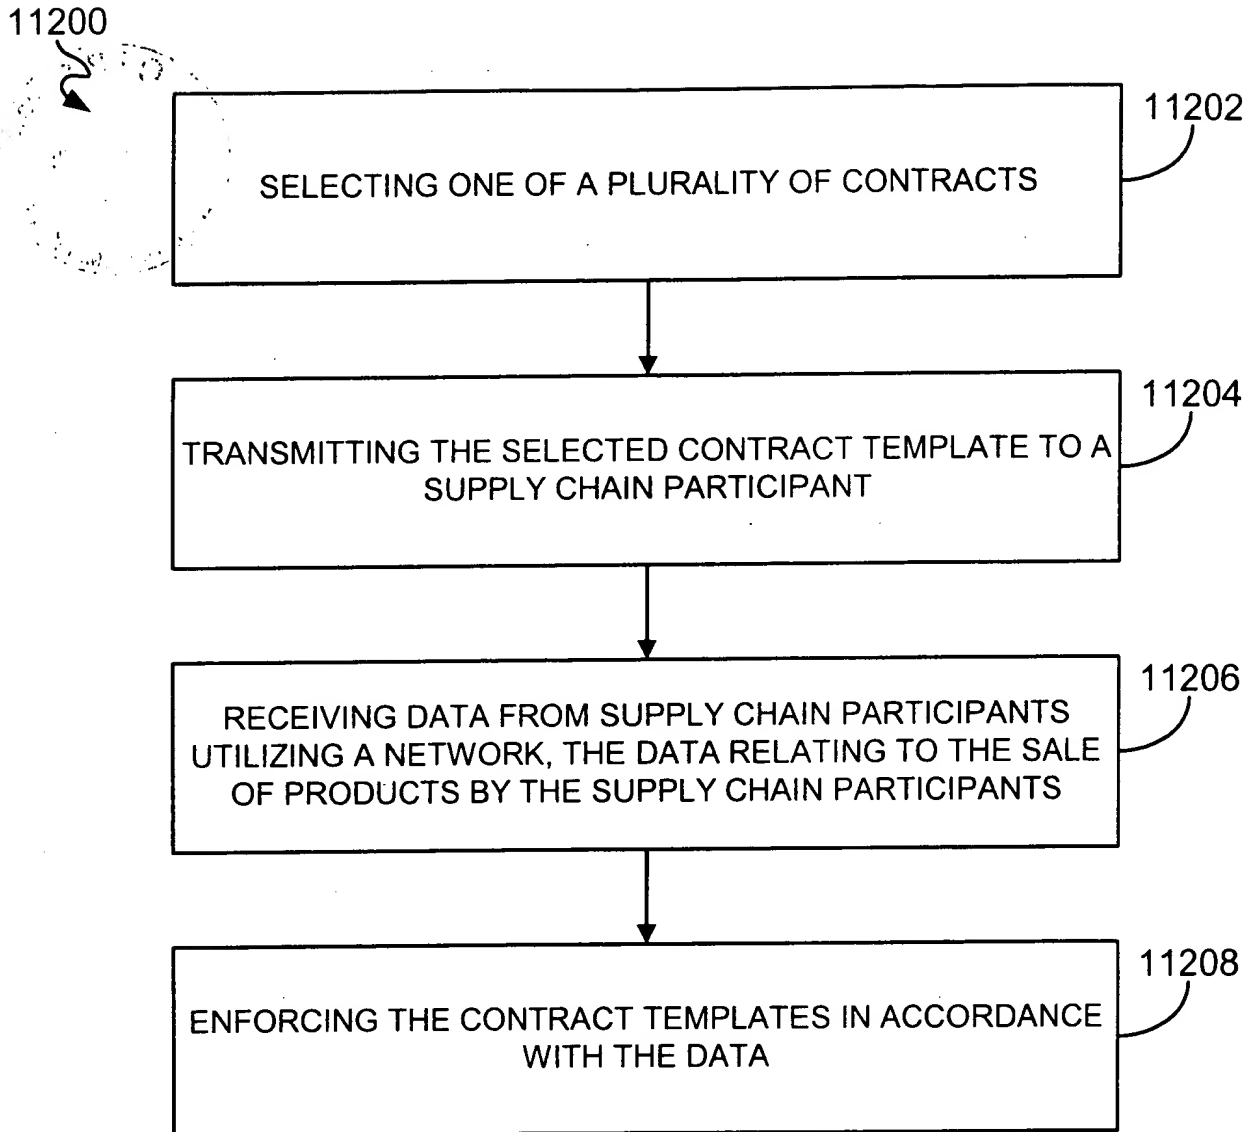 11200
11202
SELECTING ONE OF A PLURALITY OF CONTRACTS
11204
TRANSMITTING THE SELECTED CONTRACT TEMPLATE TO A
SUPPLY CHAIN PARTICIPANT
11206
RECEIVING DATA FROM SUPPLY CHAIN PARTICIPANTS
UTILIZING A NETWORK, THE DATA RELATING TO THE SALE
OF PRODUCTS BY THE SUPPLY CHAIN PARTICIPANTS
11208
ENFORCING THE CONTRACT TEMPLATES IN ACCORDANCE
WITH THE DATA